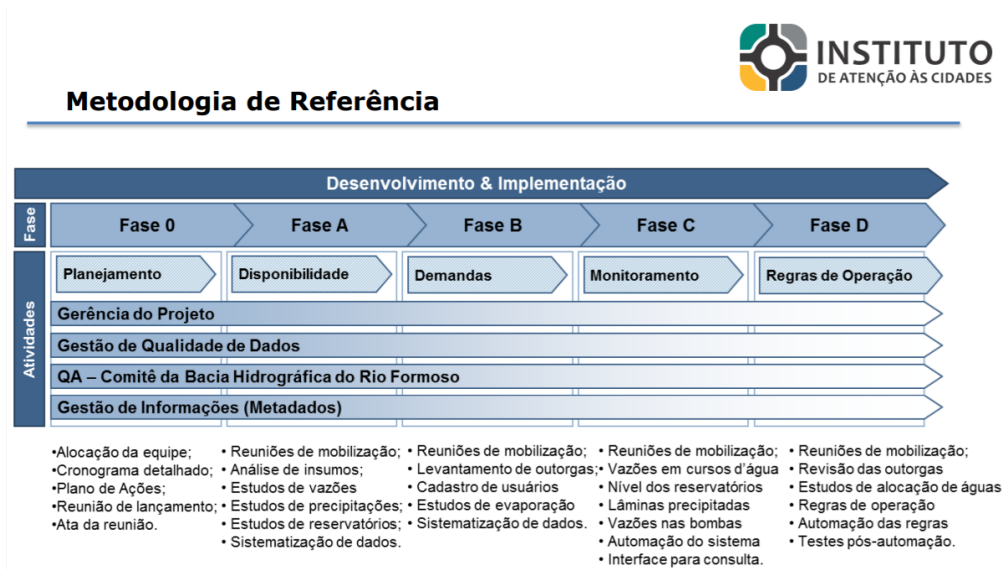 INSTITUTO
DE ATENÇÃO ÀS CIDADES
Metodologia de Referência
Desenvolvimento & Implementação
Fase
Fase 0
Fase A
Fase B
Fase C
Fase D
Atividades
Planejamento
Disponibilidade
Demandas
Monitoramento
Regras de Operação
Gerência do Projeto
Gestão de Qualidade de Dados
QA – Comitê da Bacia Hidrográfica do Rio Formoso
Gestão de Informações (Metadados)
•Alocação da equipe;
•Cronograma detalhado;
•Plano de Ações;
•Reunião de lançamento;
•Ata da reunião.
• Reuniões de mobilização;
• Análise de insumos;
• Estudos de vazões
• Estudos de precipitações;
• Estudos de reservatórios;
• Sistematização de dados.
• Reuniões de mobilização;
• Levantamento de outorgas;
• Cadastro de usuários
• Estudos de evaporação
• Sistematização de dados.
• Reuniões de mobilização;
• Vazões em cursos d'água
• Nível dos reservatórios
• Lâminas precipitadas
• Vazões nas bombas
• Automação do sistema
• Interface para consulta.
• Reuniões de mobilização;
• Revisão das outorgas
• Estudos de alocação de águas
• Regras de operação
• Automação das regras
• Testes pós-automação.